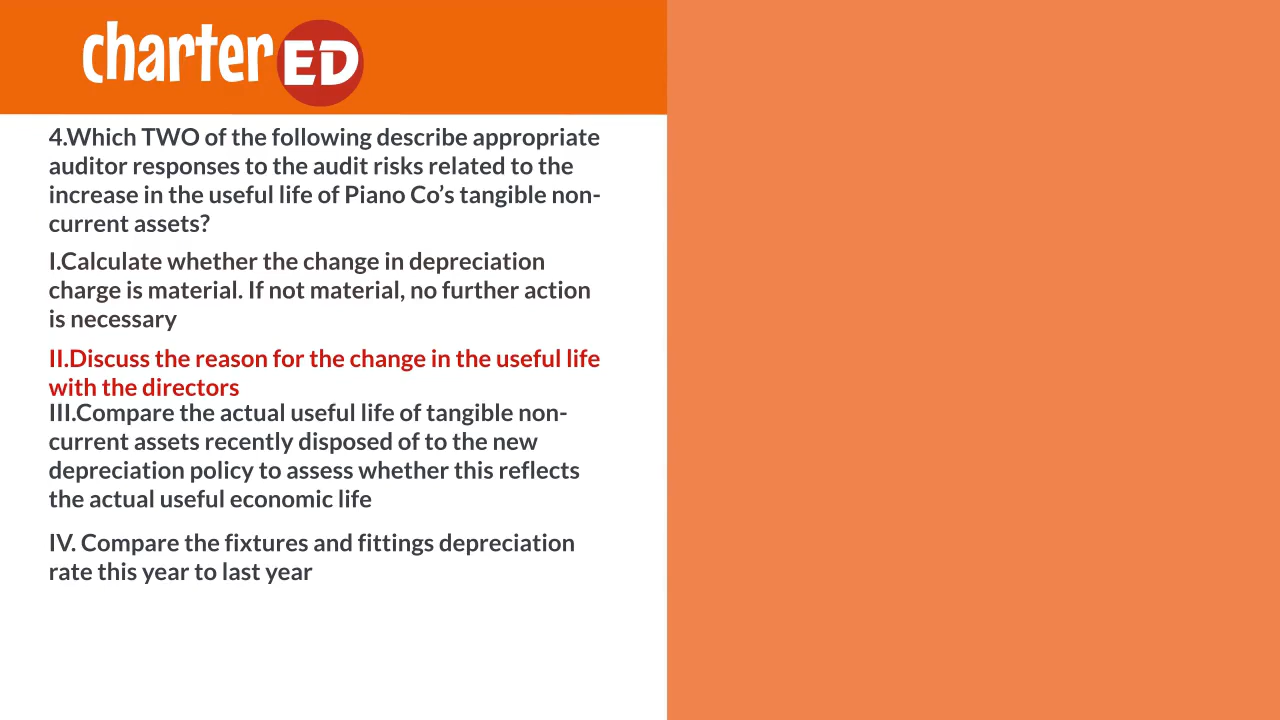 charterED
4.Which TWO of the following describe appropriate
auditor responses to the audit risks related to the
increase in the useful life of Piano Co’s tangible non-
current assets?
I.Calculate whether the change in depreciation
charge is material. If not material, no further action
is necessary
II.Discuss the reason for the change in the useful life
with the directors
III.Compare the actual useful life of tangible non-
current assets recently disposed of to the new
depreciation policy to assess whether this reflects
the actual useful economic life
IV. Compare the fixtures and fittings depreciation
rate this year to last year